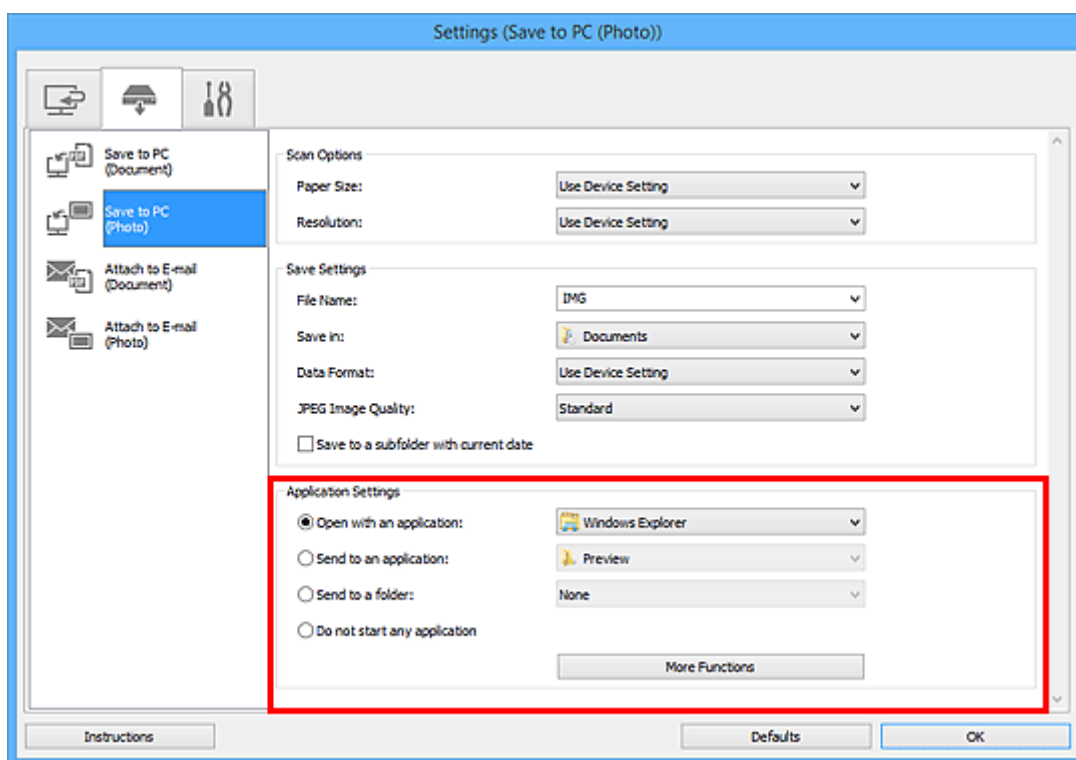 Settings (Save to PC (Photo))
Save to PC
(Document)
Save to PC
(Photo)
Attach to E-mail
(Document)
Attach to E-mail
(Photo)
Scan Options
Paper Size: Use Device Setting
Resolution: Use Device Setting
Save Settings
File Name: IMG
Save in: Documents
Data Format: Use Device Setting
JPEG Image Quality: Standard
Save to a subfolder with current date
Application Settings
Open with an application: Windows Explorer
Send to an application: Preview
Send to a folder: None
Do not start any application
More Functions
Instructions Defaults OK